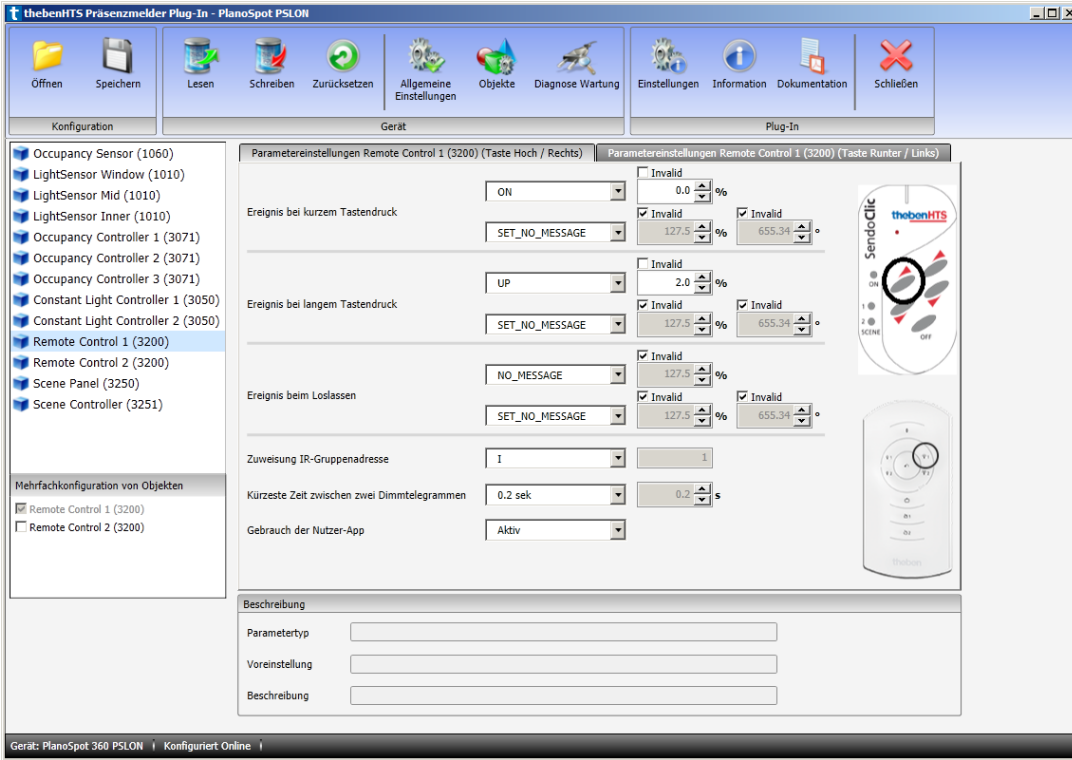 thebenHTS Präsenzmelder Plug-In - PlanoSpot PSLON
Öffnen Speichern Lesen Schreiben Zurücksetzen Allgemeine Einstellungen Objekte Diagnose Wartung Einstellungen Information Dokumentation Schließen
Konfiguration Gerät Plug-In
Occupancy Sensor (1060)
LightSensor Window (1010)
LightSensor Mid (1010)
LightSensor Inner (1010)
Occupancy Controller 1 (3071)
Occupancy Controller 2 (3071)
Occupancy Controller 3 (3071)
Constant Light Controller 1 (3050)
Constant Light Controller 2 (3050)
Remote Control 1 (3200)
Remote Control 2 (3200)
Scene Panel (3250)
Scene Controller (3251)
Mehrfachkonfiguration von Objekten
Remote Control 1 (3200)
Remote Control 2 (3200)
Parametereinstellungen Remote Control 1 (3200) (Taste Hoch / Rechts) Parametereinstellungen Remote Control 1 (3200) (Taste Runter / Links)
Invalid
ON 0.0 %
Ereignis bei kurzem Tastendruck
Invalid Invalid
SET_NO_MESSAGE 127.5 % 655.34 °
Invalid
UP 2.0 %
Ereignis bei langem Tastendruck
Invalid Invalid
SET_NO_MESSAGE 127.5 % 655.34 °
Invalid
NO_MESSAGE 127.5 %
Ereignis beim Loslassen
Invalid Invalid
SET_NO_MESSAGE 127.5 % 655.34 °
Zuweisung IR-Gruppenadresse I 1
Kürzeste Zeit zwischen zwei Dimmtelegrammen 0.2 sek 0.2 s
Gebrauch der Nutzer-App Aktiv
SendoClic
thebenHTS
ON
1
2
SCENE
OFF
theben
Beschreibung
Parametertyp
Voreinstellung
Beschreibung
Gerät: PlanoSpot 360 PSLON Konfiguriert Online